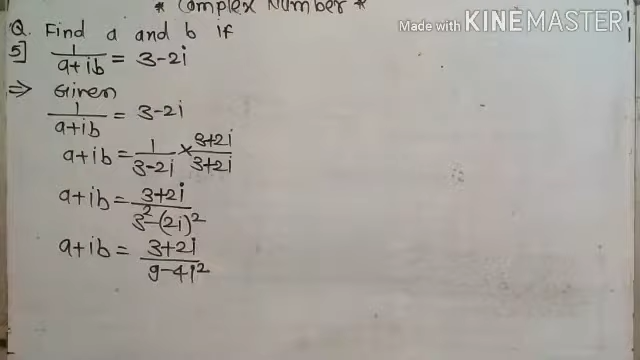 * Complex Number *
Made with KINEMASTER
Q. Find a and b if
5] 1/(a+ib) = 3-2i
⇒ Given
1/(a+ib) = 3-2i
a+ib = 1/(3-2i) × (3+2i)/(3+2i)
a+ib = (3+2i)/(3²-(2i)²)
a+ib = (3+2i)/(9-4i²)